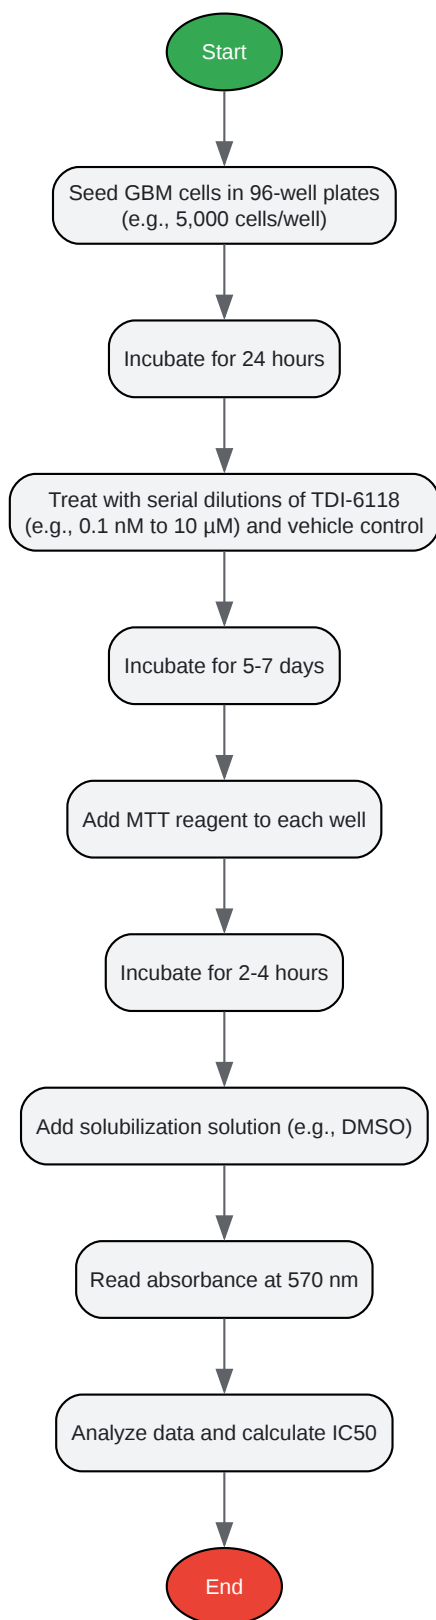 Start
Seed GBM cells in 96-well plates
(e.g., 5,000 cells/well)
Incubate for 24 hours
Treat with serial dilutions of TDI-6118
(e.g., 0.1 nM to 10 µM) and vehicle control
Incubate for 5-7 days
Add MTT reagent to each well
Incubate for 2-4 hours
Add solubilization solution (e.g., DMSO)
Read absorbance at 570 nm
Analyze data and calculate IC50
End